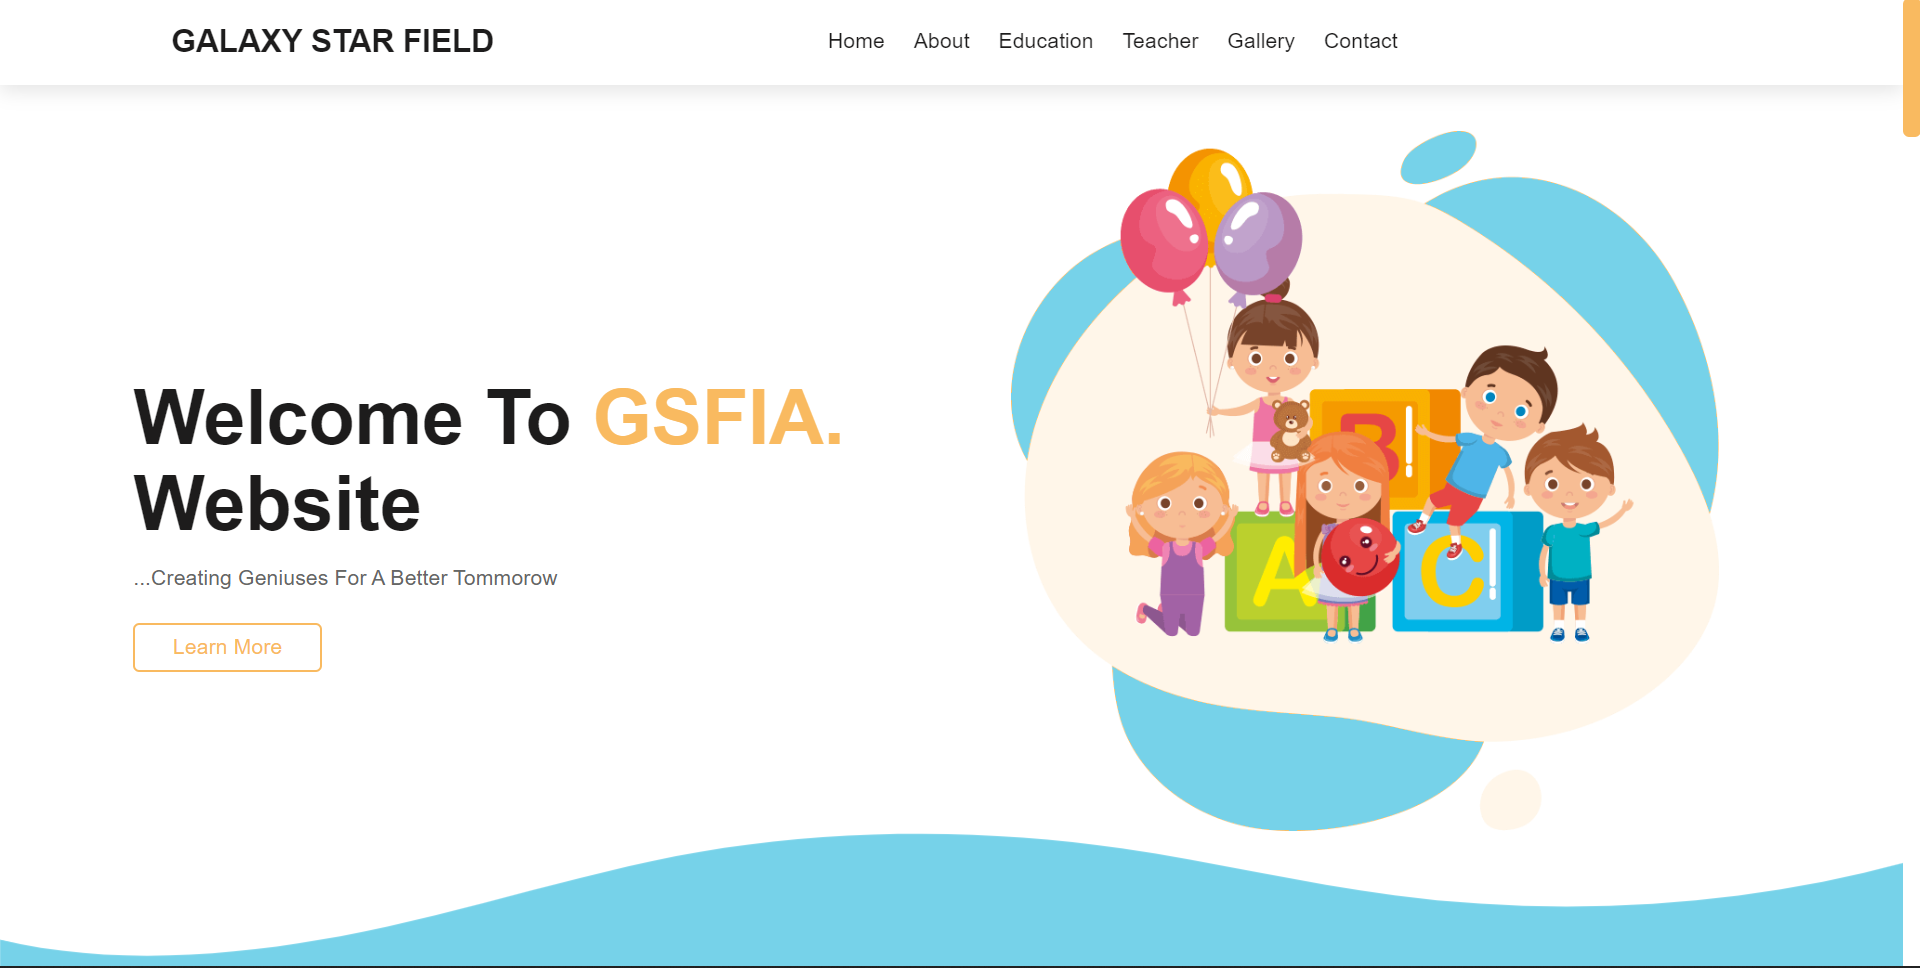 GALAXY STAR FIELD
Home About Education Teacher Gallery Contact
Welcome To GSFIA.
Website
...Creating Geniuses For A Better Tommorow
Learn More
B
A
C